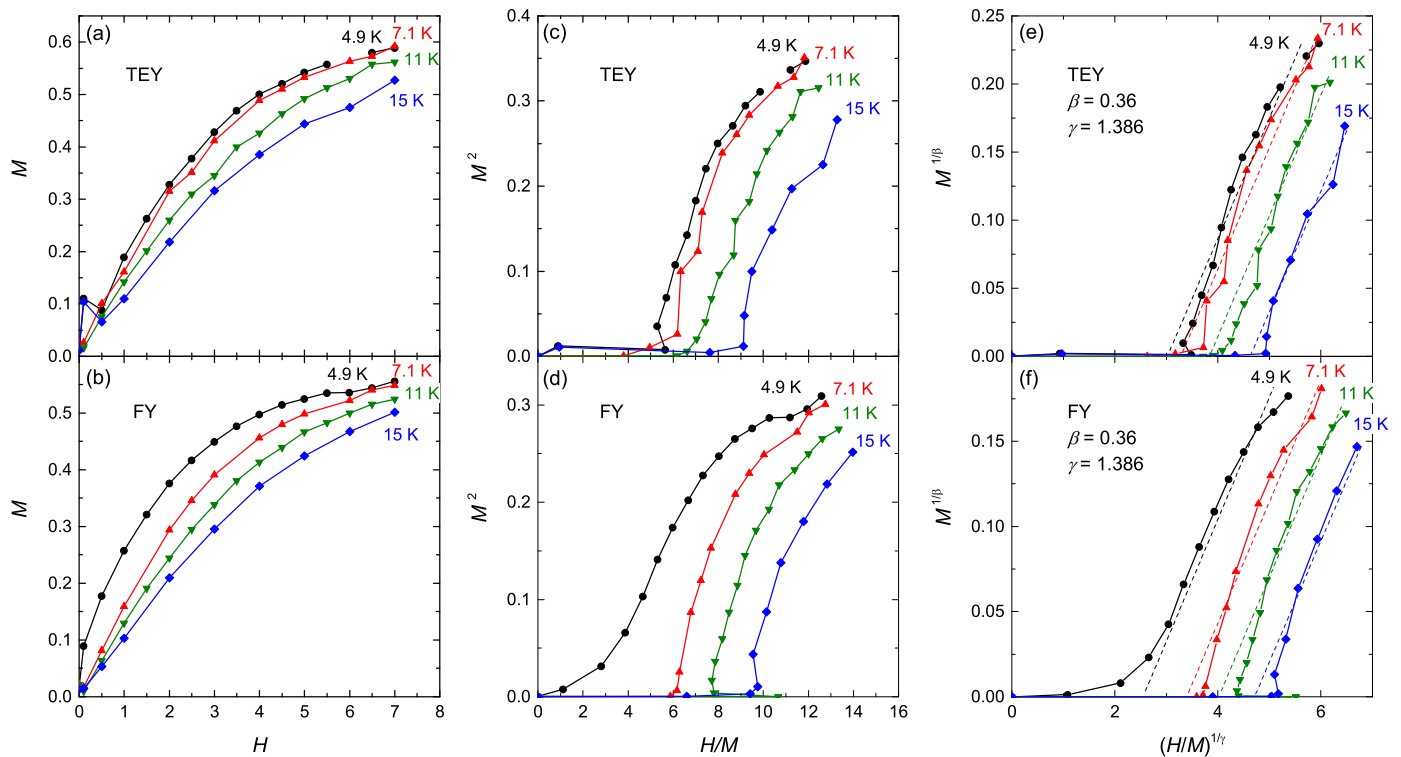 (a)
TEY
4.9 K
7.1 K
11 K
15 K
M
0.6
0.5
0.4
0.3
0.2
0.1
0.0
(b)
FY
4.9 K
7.1 K
11 K
15 K
M
0.5
0.4
0.3
0.2
0.1
0.0
0 1 2 3 4 5 6 7 8
H
(c)
TEY
4.9 K
7.1 K
11 K
15 K
M 2
0.4
0.3
0.2
0.1
0.0
(d)
FY
4.9 K
7.1 K
11 K
15 K
M 2
0.3
0.2
0.1
0.0
0 2 4 6 8 10 12 14 16
H/M
(e)
TEY
β = 0.36
γ = 1.386
4.9 K
7.1 K
11 K
15 K
M 1/β
0.25
0.20
0.15
0.10
0.05
0.00
(f)
FY
β = 0.36
γ = 1.386
4.9 K
7.1 K
11 K
15 K
M 1/β
0.15
0.10
0.05
0.00
0 2 4 6
(H/M)1/γ